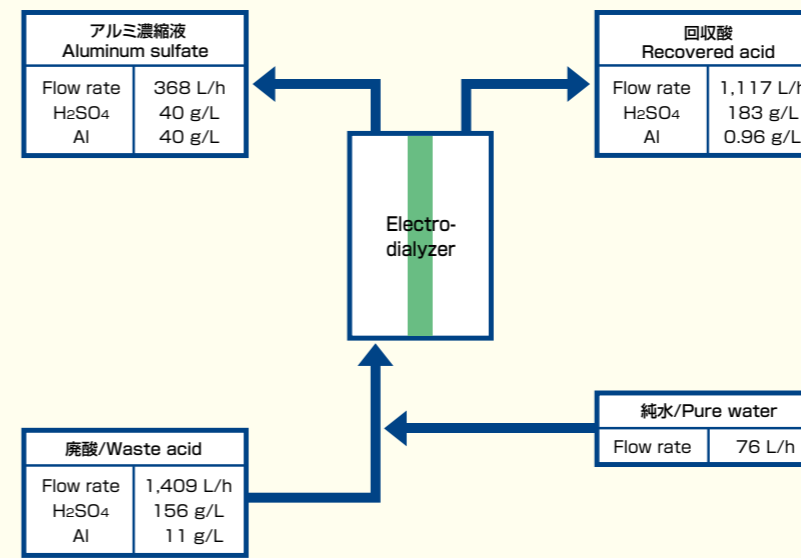 アルミ濃縮液
Aluminum sulfate
Flow rate 368 L/h
H2SO4 40 g/L
Al 40 g/L
回収酸
Recovered acid
Flow rate 1,117 L/h
H2SO4 183 g/L
Al 0.96 g/L
Electro-
dialyzer
純水/Pure water
Flow rate 76 L/h
廃酸/Waste acid
Flow rate 1,409 L/h
H2SO4 156 g/L
Al 11 g/L